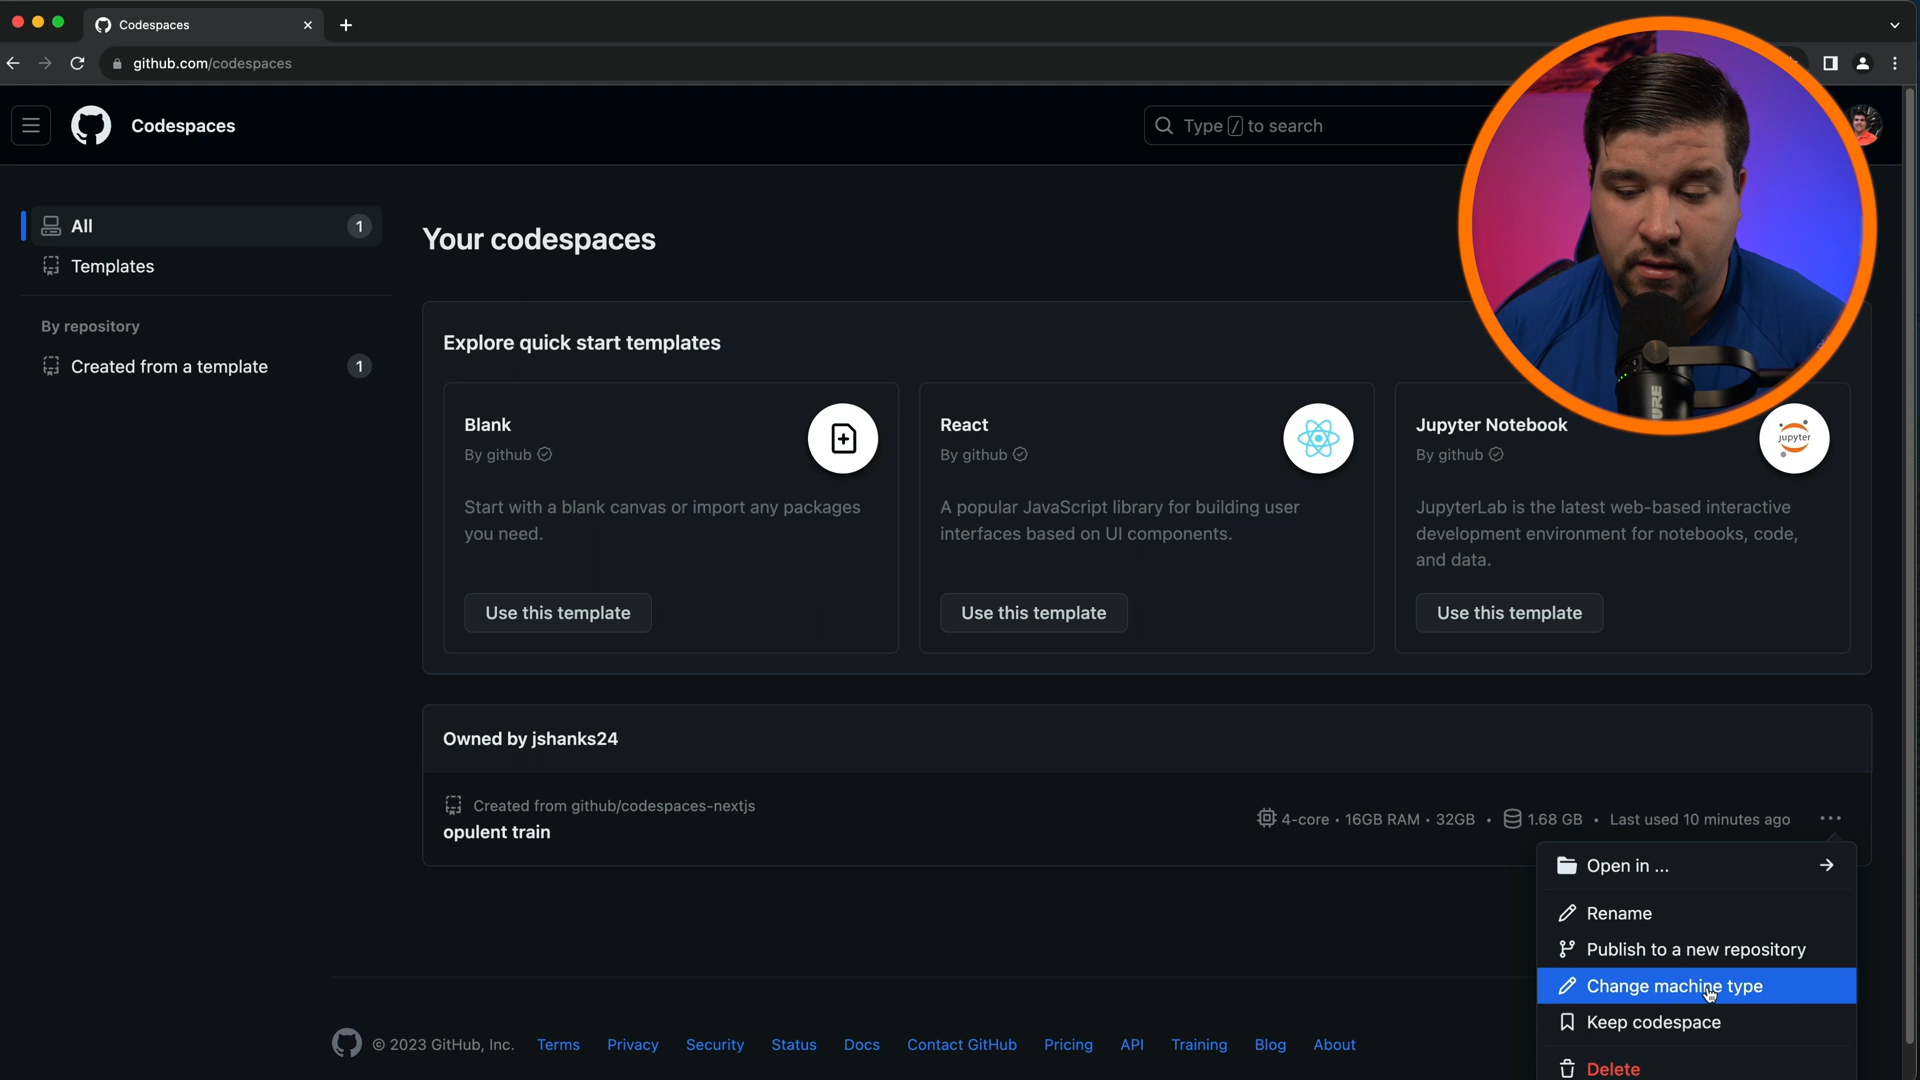 Codespaces
github.com/codespaces
Codespaces
Type / to search
All 1
Templates
By repository
Created from a template 1
Your codespaces
Explore quick start templates
Blank
By github
Start with a blank canvas or import any packages
you need.
Use this template
React
By github
A popular JavaScript library for building user
interfaces based on UI components.
Use this template
Jupyter Notebook
By github
jupyter
JupyterLab is the latest web-based interactive
development environment for notebooks, code,
and data.
Use this template
Owned by jshanks24
Created from github/codespaces-nextjs
opulent train
4-core • 16GB RAM • 32GB • 1.68 GB • Last used 10 minutes ago
Open in ...
Rename
Publish to a new repository
Change machine type
Keep codespace
Delete
© 2023 GitHub, Inc. Terms Privacy Security Status Docs Contact GitHub Pricing API Training Blog About